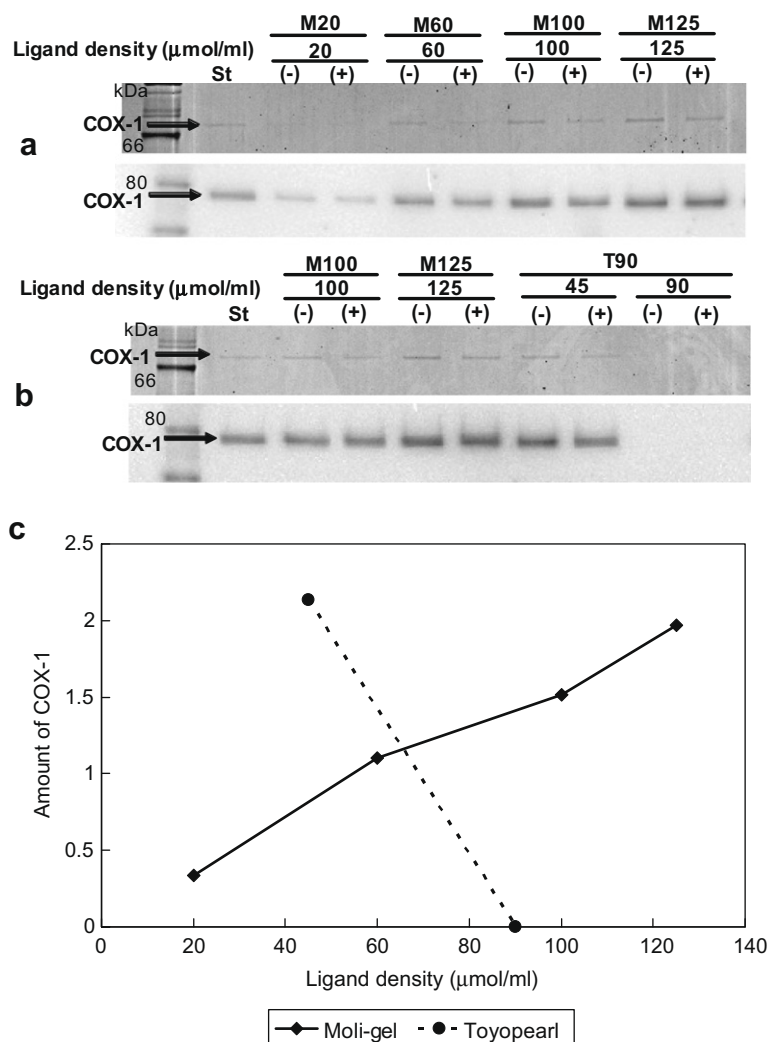 M20 M60 M100 M125
Ligand density (μmol/ml) 20 60 100 125
St (-) (+) (-) (+) (-) (+) (-) (+)
kDa
COX-1
66
a
80
COX-1
M100 M125 T90
Ligand density (μmol/ml) 100 125 45 90
St (-) (+) (-) (+) (-) (+) (-) (+)
kDa
COX-1
66
b
80
COX-1
c
2.5
2
1.5
1
0.5
0
Amount of COX-1
0 20 40 60 80 100 120 140
Ligand density (μmol/ml)
Moli-gel Toyopearl